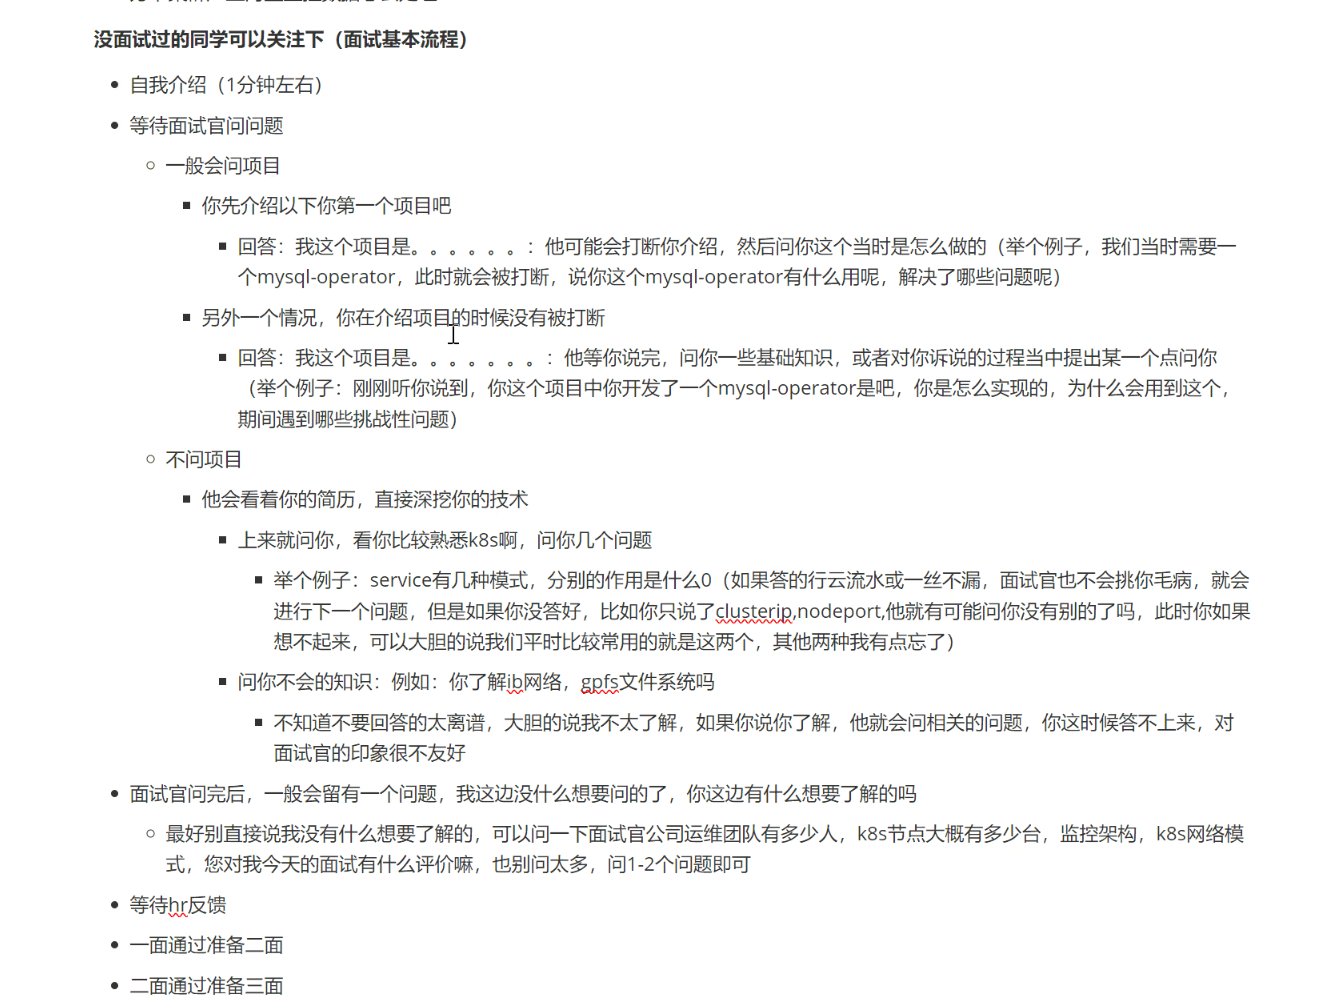 没面试过的同学可以关注下（面试基本流程）
自我介绍（1分钟左右）
等待面试官问问题
一般会问项目
你先介绍以下你第一个项目吧
回答：我这个项目是。。。。。。：他可能会打断你介绍，然后问你这个当时是怎么做的（举个例子，我们当时需要一
个mysql-operator，此时就会被打断，说你这个mysql-operator有什么用呢，解决了哪些问题呢）
另外一个情况，你在介绍项目的时候没有被打断
回答：我这个项目是。。。。。。。：他等你说完，问你一些基础知识，或者对你诉说的过程当中提出某一个点问你
（举个例子：刚刚听你说到，你这个项目中你开发了一个mysql-operator是吧，你是怎么实现的，为什么会用到这个，
期间遇到哪些挑战性问题）
不问项目
他会看着你的简历，直接深挖你的技术
上来就问你，看你比较熟悉k8s啊，问你几个问题
举个例子：service有几种模式，分别的作用是什么0（如果答的行云流水或一丝不漏，面试官也不会挑你毛病，就会
进行下一个问题，但是如果你没答好，比如你只说了clusterip,nodeport,他就有可能问你没有别的了吗，此时你如果
想不起来，可以大胆的说我们平时比较常用的就是这两个，其他两种我有点忘了）
问你不会的知识：例如：你了解ib网络，gpfs文件系统吗
不知道不要回答的太离谱，大胆的说我不太了解，如果你说你了解，他就会问相关的问题，你这时候答不上来，对
面试官的印象很不友好
面试官问完后，一般会留有一个问题，我这边没什么想要问的了，你这边有什么想要了解的吗
最好别直接说我没有什么想要了解的，可以问一下面试官公司运维团队有多少人，k8s节点大概有多少台，监控架构，k8s网络模
式，您对我今天的面试有什么评价嘛，也别问太多，问1-2个问题即可
等待hr反馈
一面通过准备二面
二面通过准备三面